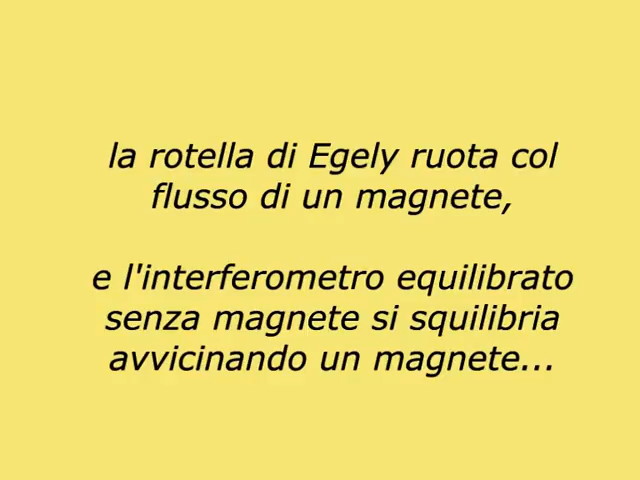 la rotella di Egely ruota col
flusso di un magnete,
e l'interferometro equilibrato
senza magnete si squilibria
avvicinando un magnete...